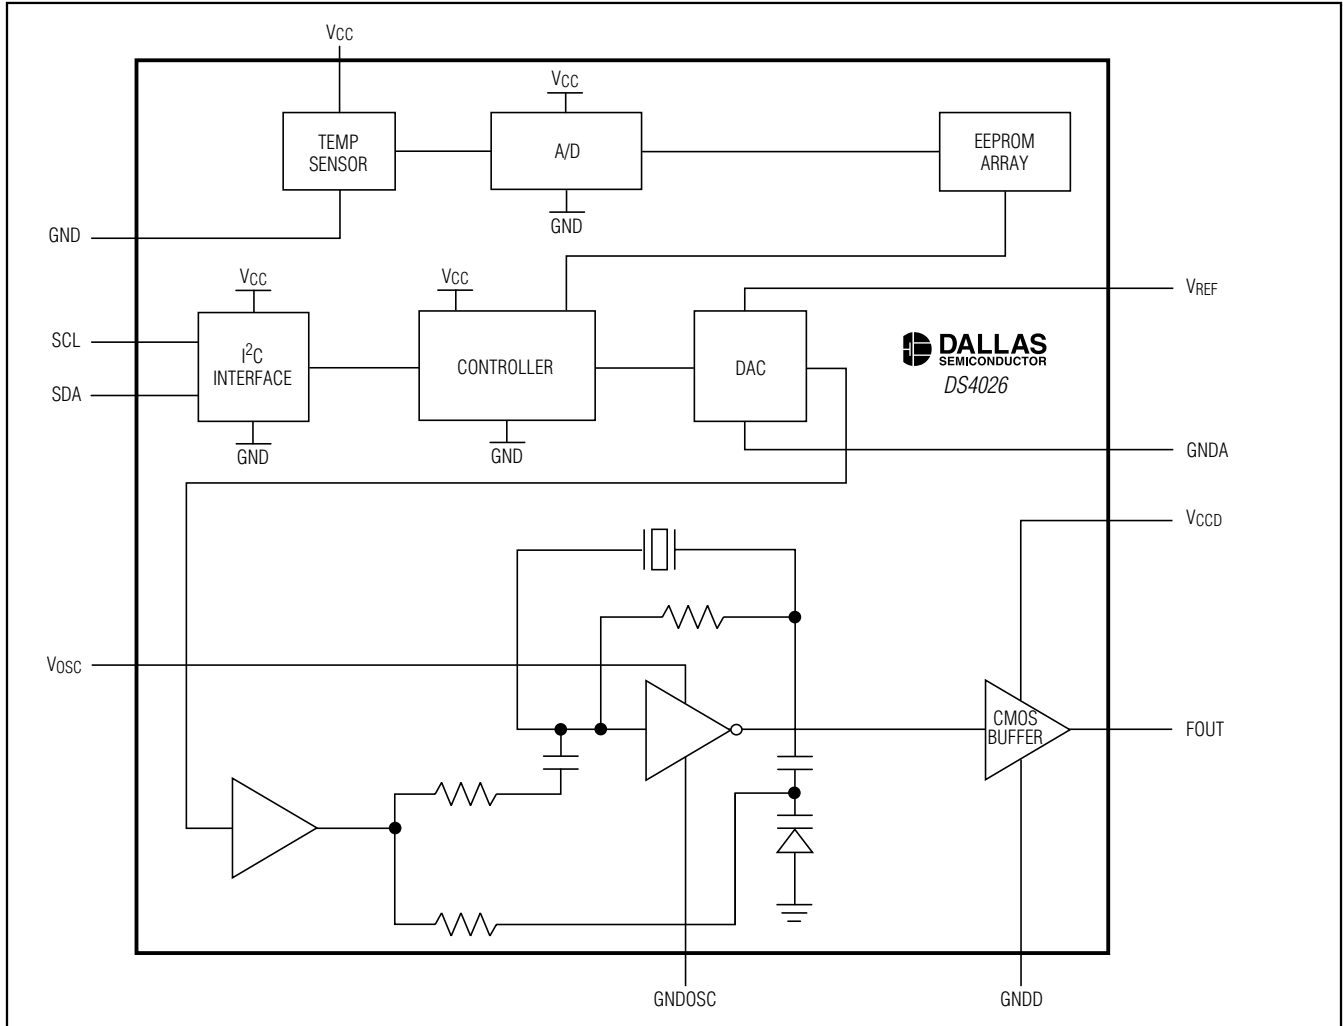 VCC
VCC
TEMP
SENSOR
A/D
EEPROM
ARRAY
GND
GND
VCC
VCC
VREF
SCL
I2C
INTERFACE
CONTROLLER
DAC
DALLAS
SEMICONDUCTOR
DS4026
SDA
GND
GND
GNDA
VCCD
VOSC
CMOS
BUFFER
FOUT
GNDOSC
GNDD